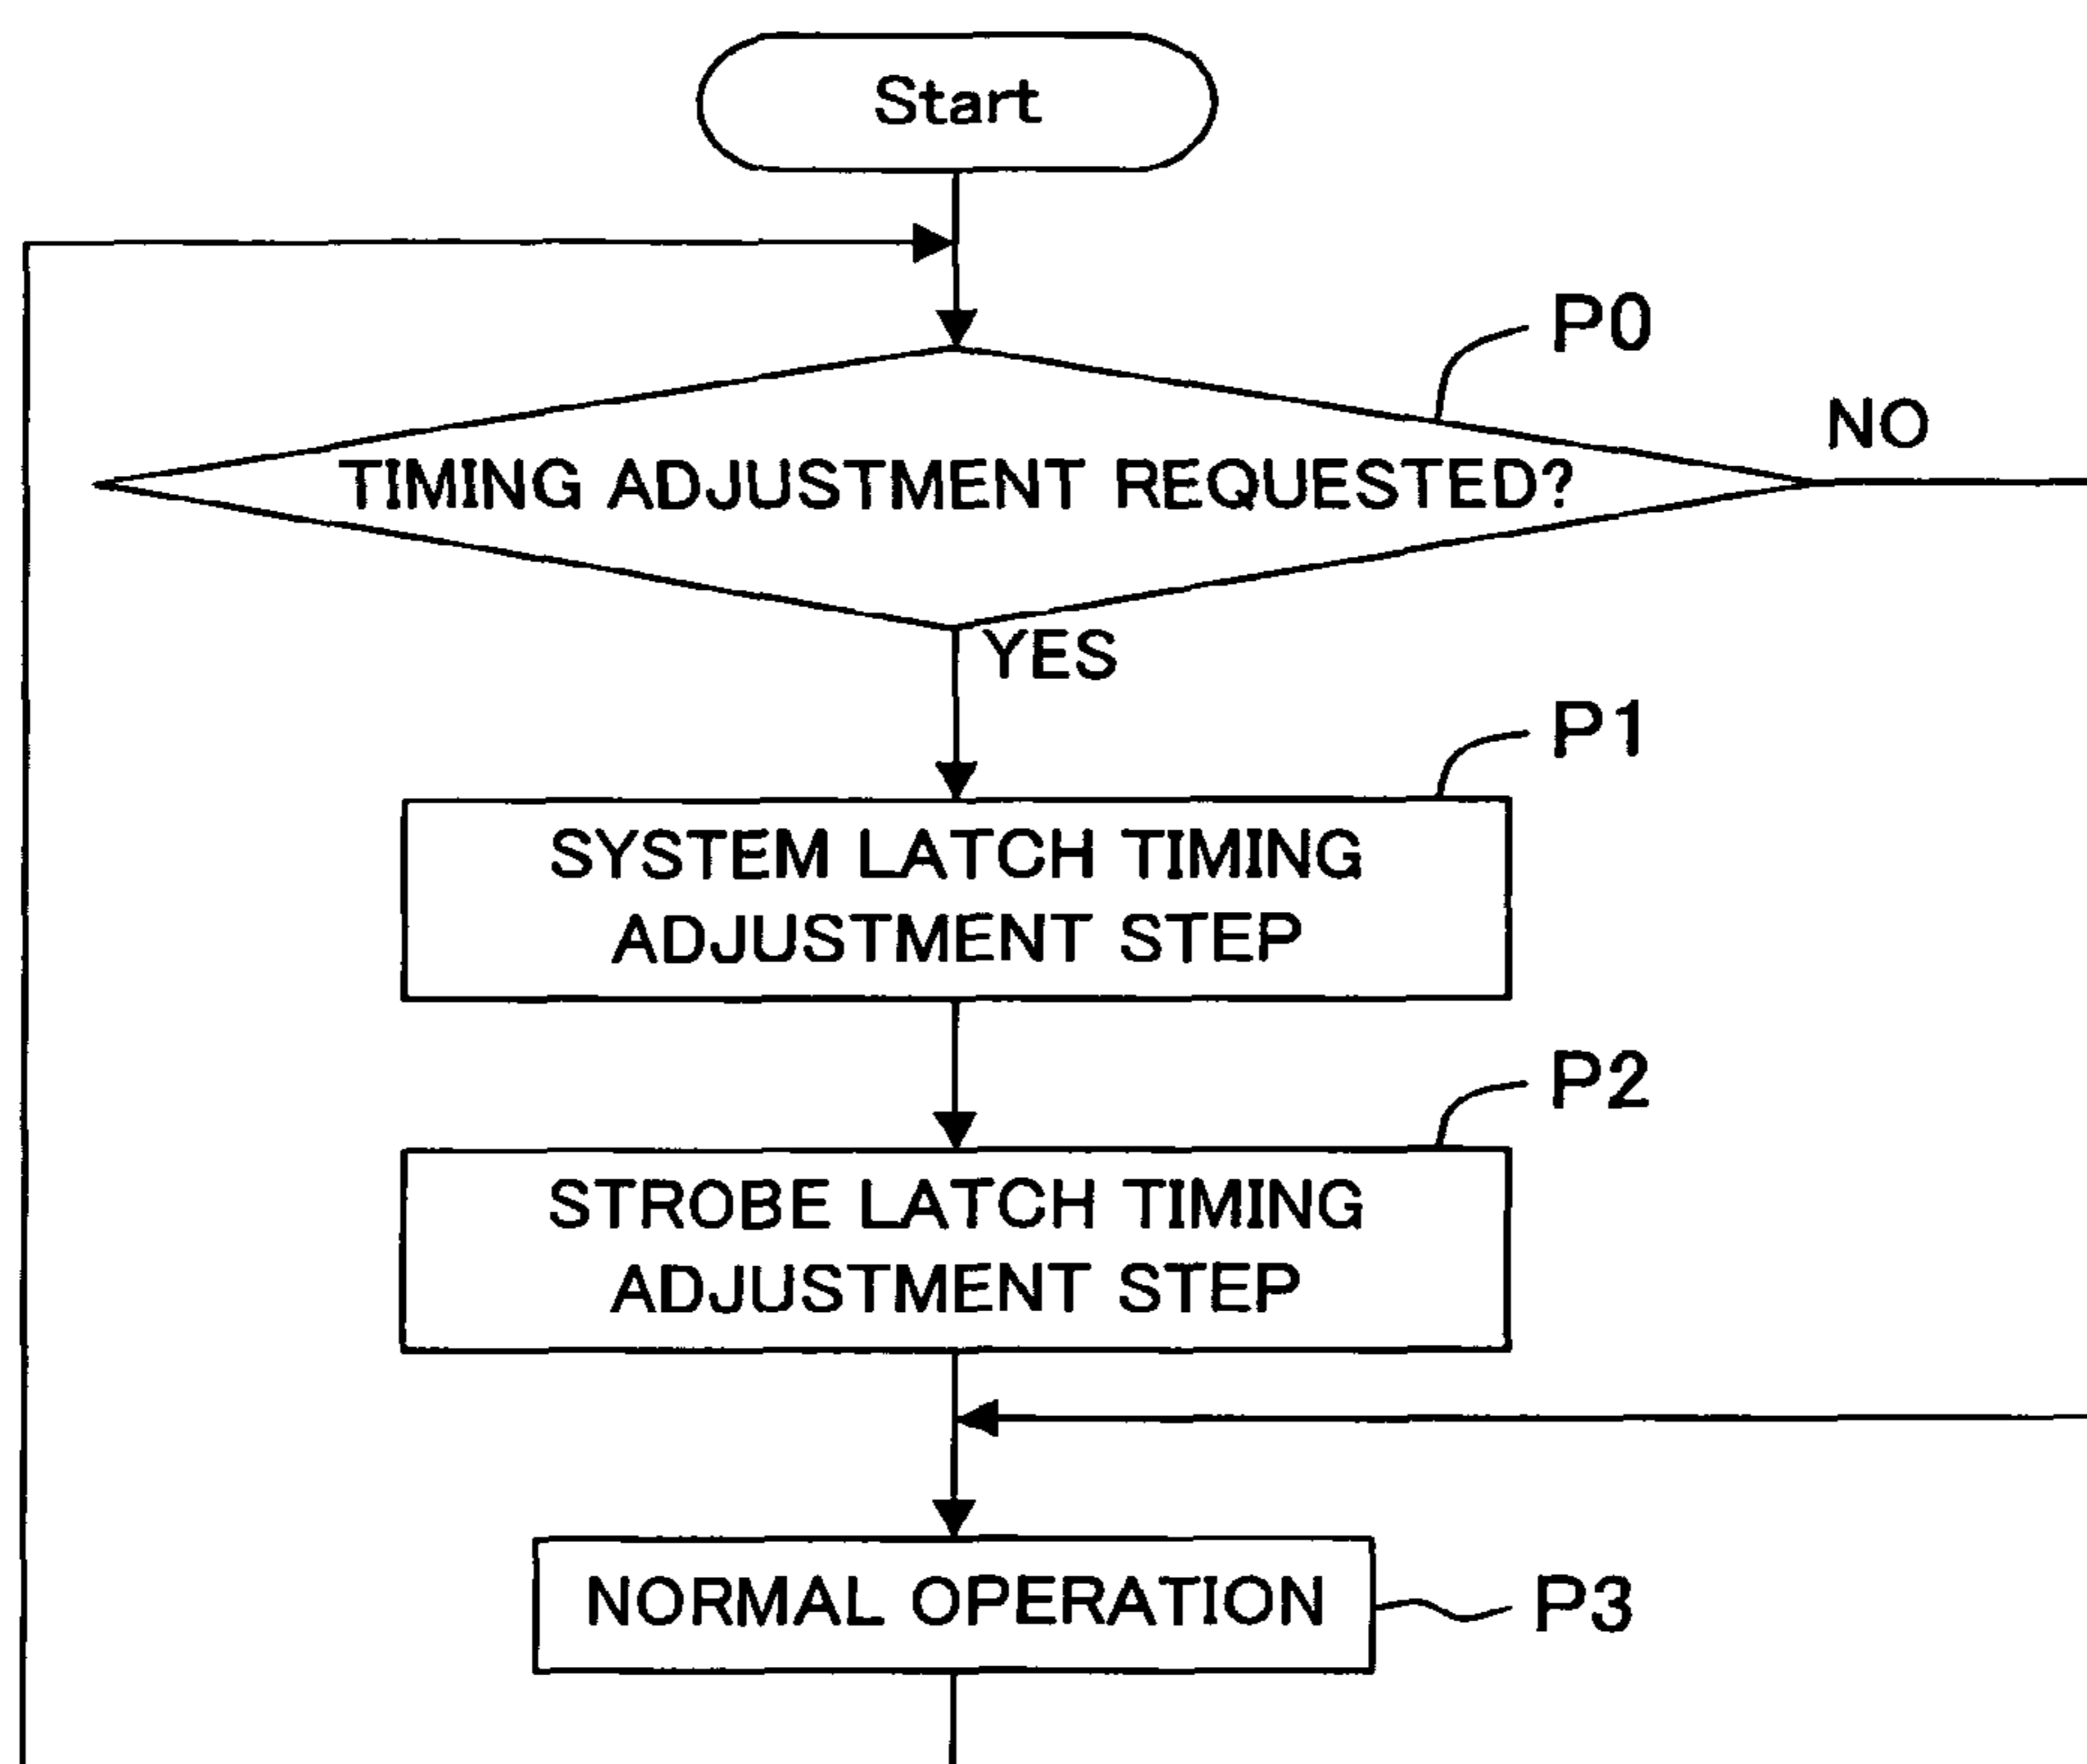 Start
P0
NO
TIMING ADJUSTMENT REQUESTED?
YES
P1
SYSTEM LATCH TIMING
ADJUSTMENT STEP
P2
STROBE LATCH TIMING
ADJUSTMENT STEP
NORMAL OPERATION
P3